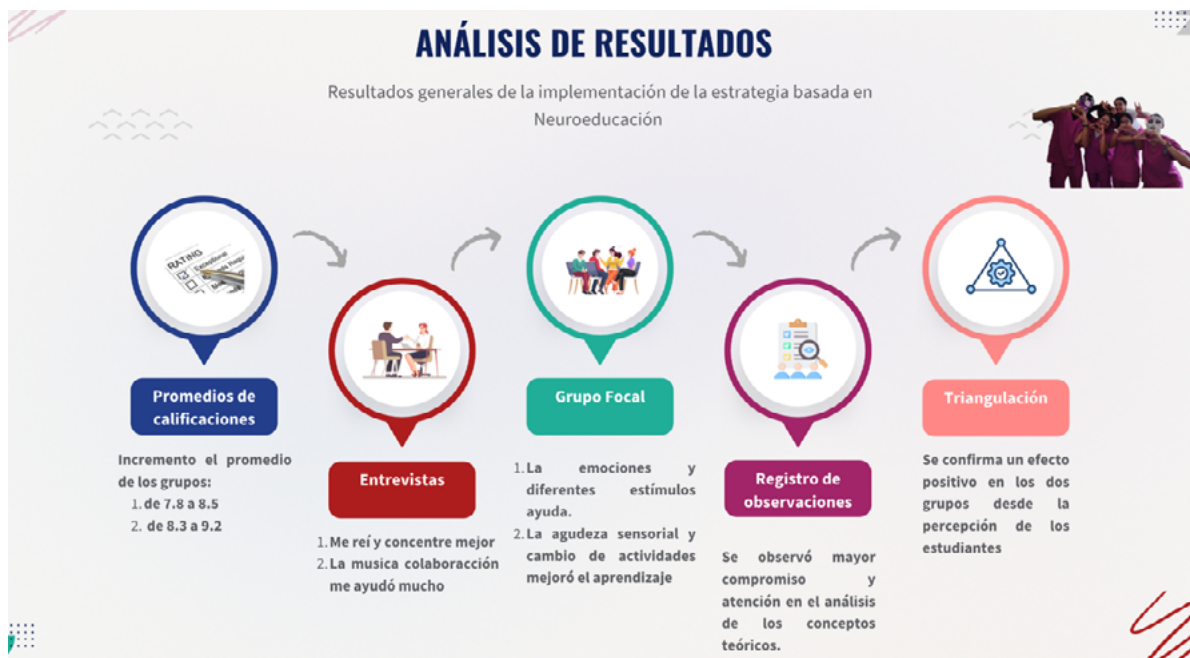 ANÁLISIS DE RESULTADOS
Resultados generales de la implementación de la estrategia basada en
Neuroeducación
RATING
Exceptional
Promedios de
calificaciones
Incremento el promedio
de los grupos:
1. de 7.8 a 8.5
2. de 8.3 a 9.2
Entrevistas
1. Me reí y concentre mejor
2. La musica colaboracción
me ayudó mucho
Grupo Focal
1. La emociones y
diferentes estímulos
ayuda.
2. La agudeza sensorial y
cambio de actividades
mejoró el aprendizaje
Registro de
observaciones
Se observó mayor
compromiso y
atención en el análisis
de los conceptos
teóricos.
Triangulación
Se confirma un efecto
positivo en los dos
grupos desde la
percepción de los
estudiantes